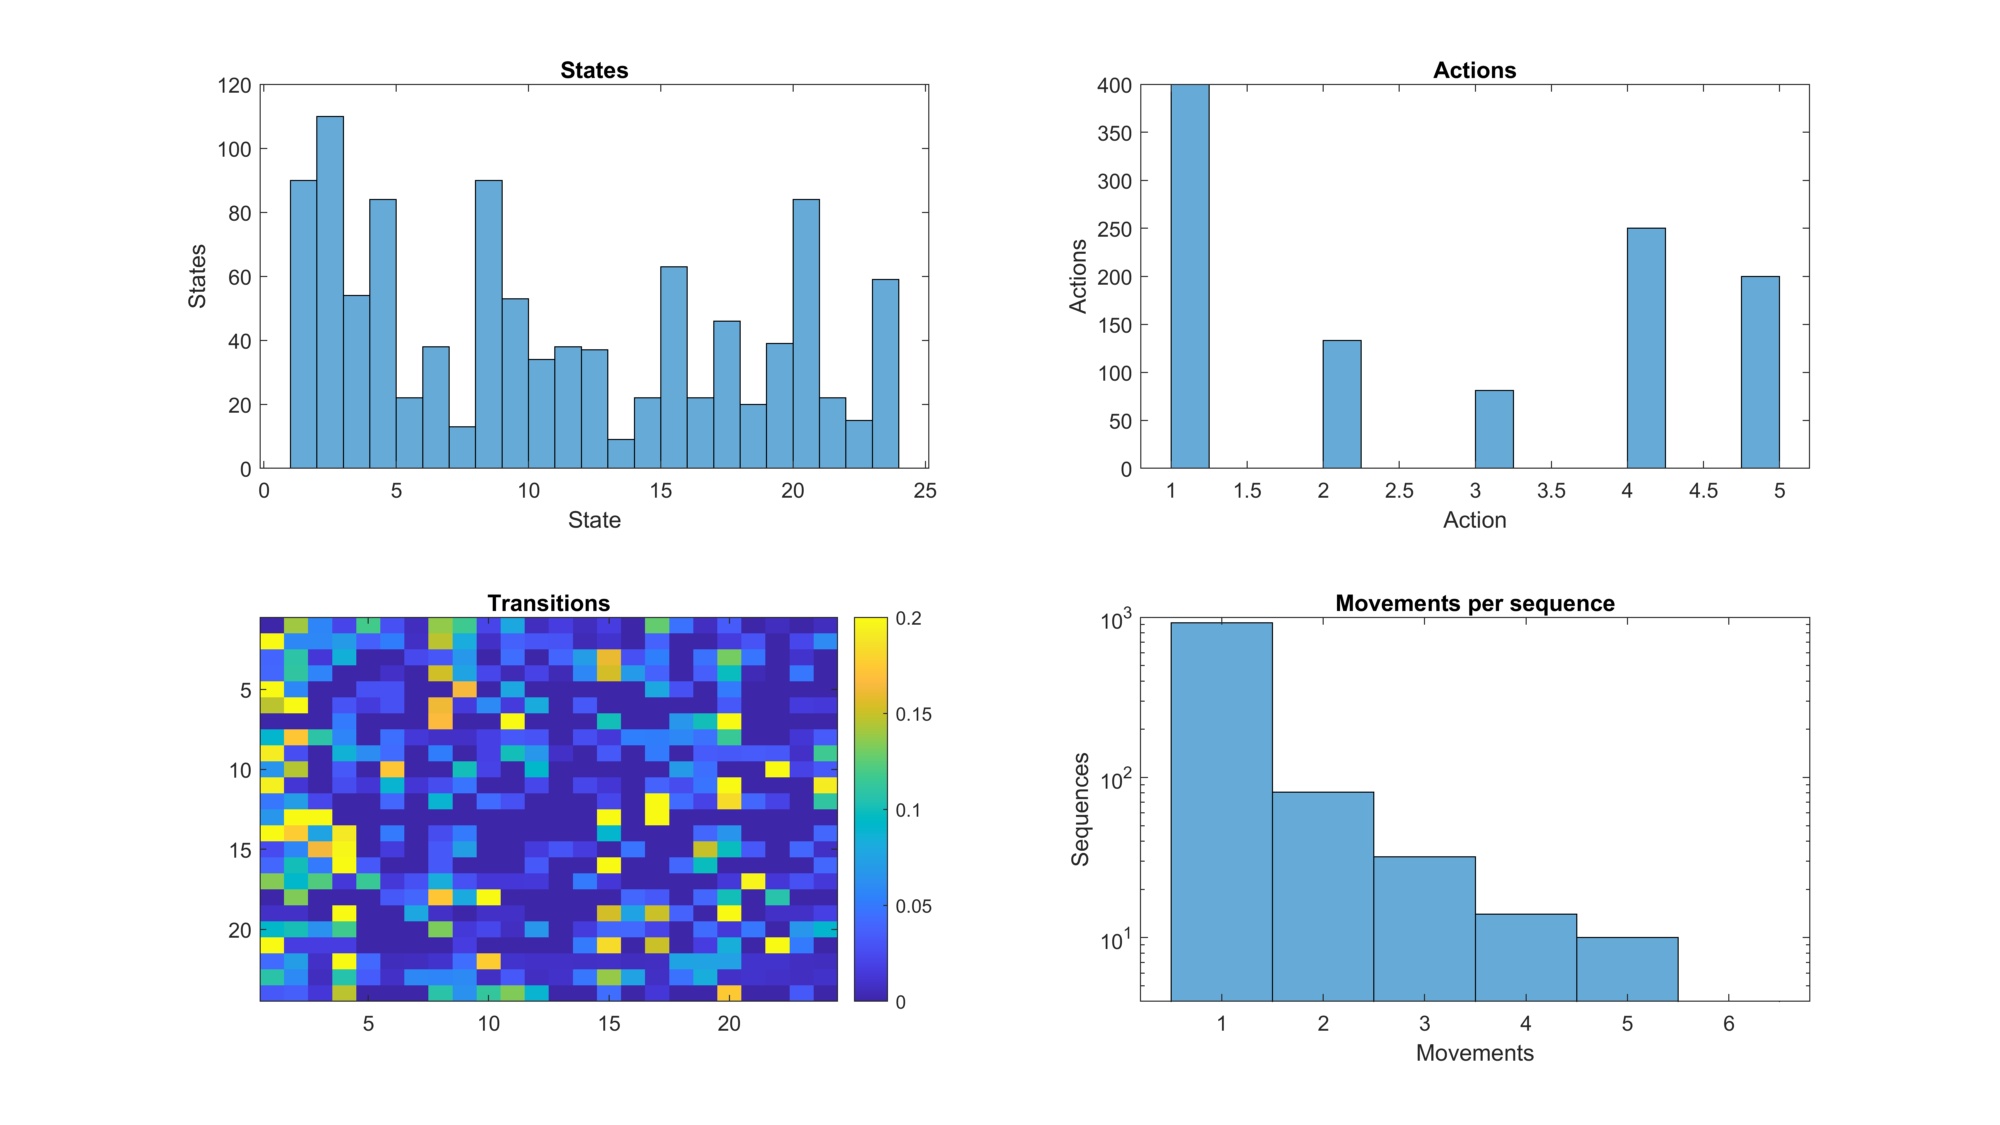 States
120
100
80
60
40
20
0
States
0 5 10 15 20 25
State
Actions
400
350
300
250
200
150
100
50
0
Actions
1 1.5 2 2.5 3 3.5 4 4.5 5
Action
Transitions
5
10
15
20
5 10 15 20
0.2
0.15
0.1
0.05
0
Movements per sequence
10³
10²
10¹
Sequences
1 2 3 4 5 6
Movements